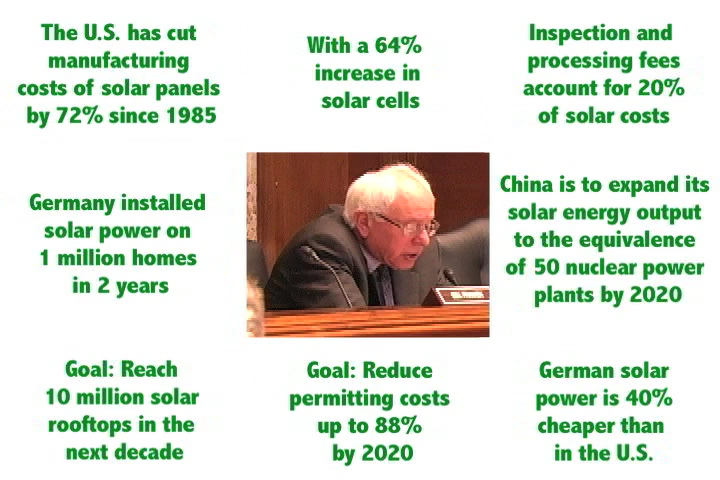 The U.S. has cut
manufacturing
costs of solar panels
by 72% since 1985
With a 64%
increase in
solar cells
Inspection and
processing fees
account for 20%
of solar costs
Germany installed
solar power on
1 million homes
in 2 years
China is to expand its
solar energy output
to the equivalence
of 50 nuclear power
plants by 2020
Goal: Reach
10 million solar
rooftops in the
next decade
Goal: Reduce
permitting costs
up to 88%
by 2020
German solar
power is 40%
cheaper than
in the U.S.